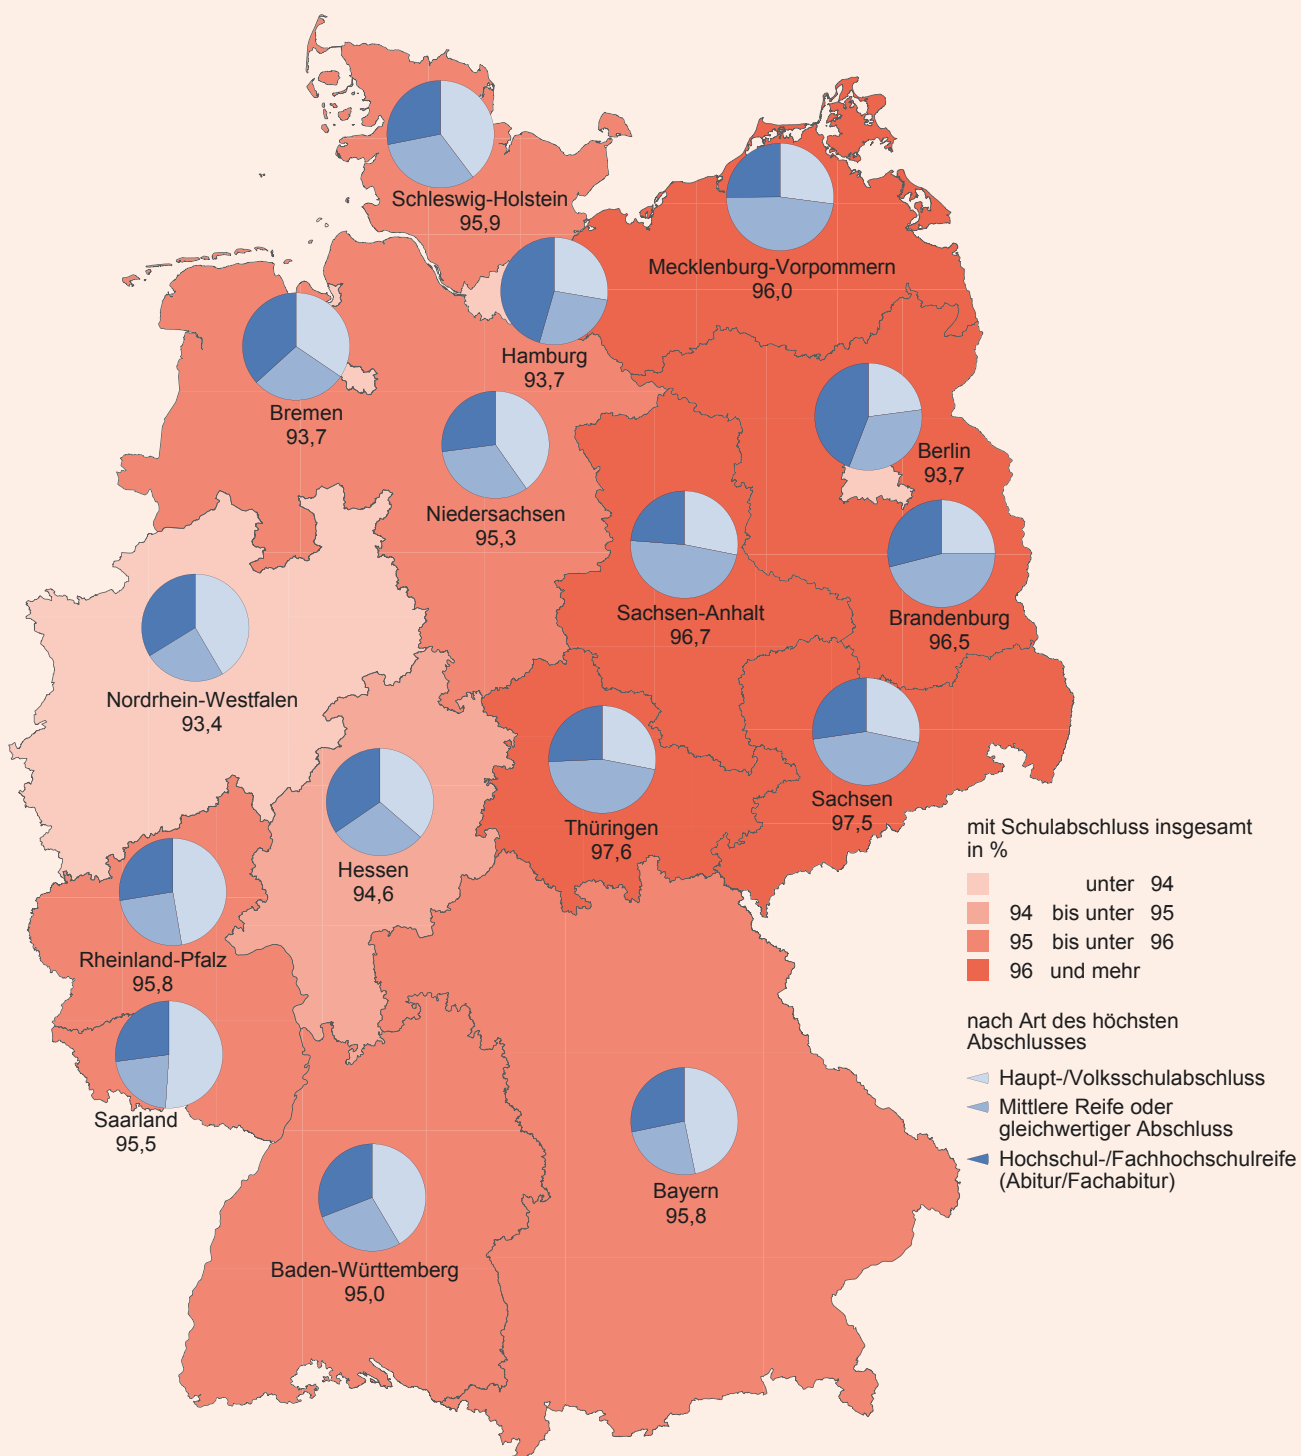 Schleswig-Holstein
95,9
Mecklenburg-Vorpommern
96,0
Hamburg
93,7
Bremen
93,7
Berlin
93,7
Niedersachsen
95,3
Sachsen-Anhalt
96,7
Brandenburg
96,5
Nordrhein-Westfalen
93,4
Sachsen
97,5
Thüringen
97,6
Hessen
94,6
Rheinland-Pfalz
95,8
Saarland
95,5
Bayern
95,8
Baden-Württemberg
95,0
mit Schulabschluss insgesamt
in %
unter 94
94 bis unter 95
95 bis unter 96
96 und mehr
nach Art des höchsten
Abschlusses
Haupt-/Volksschulabschluss
Mittlere Reife oder
gleichwertiger Abschluss
Hochschul-/Fachhochschulreife
(Abitur/Fachabitur)